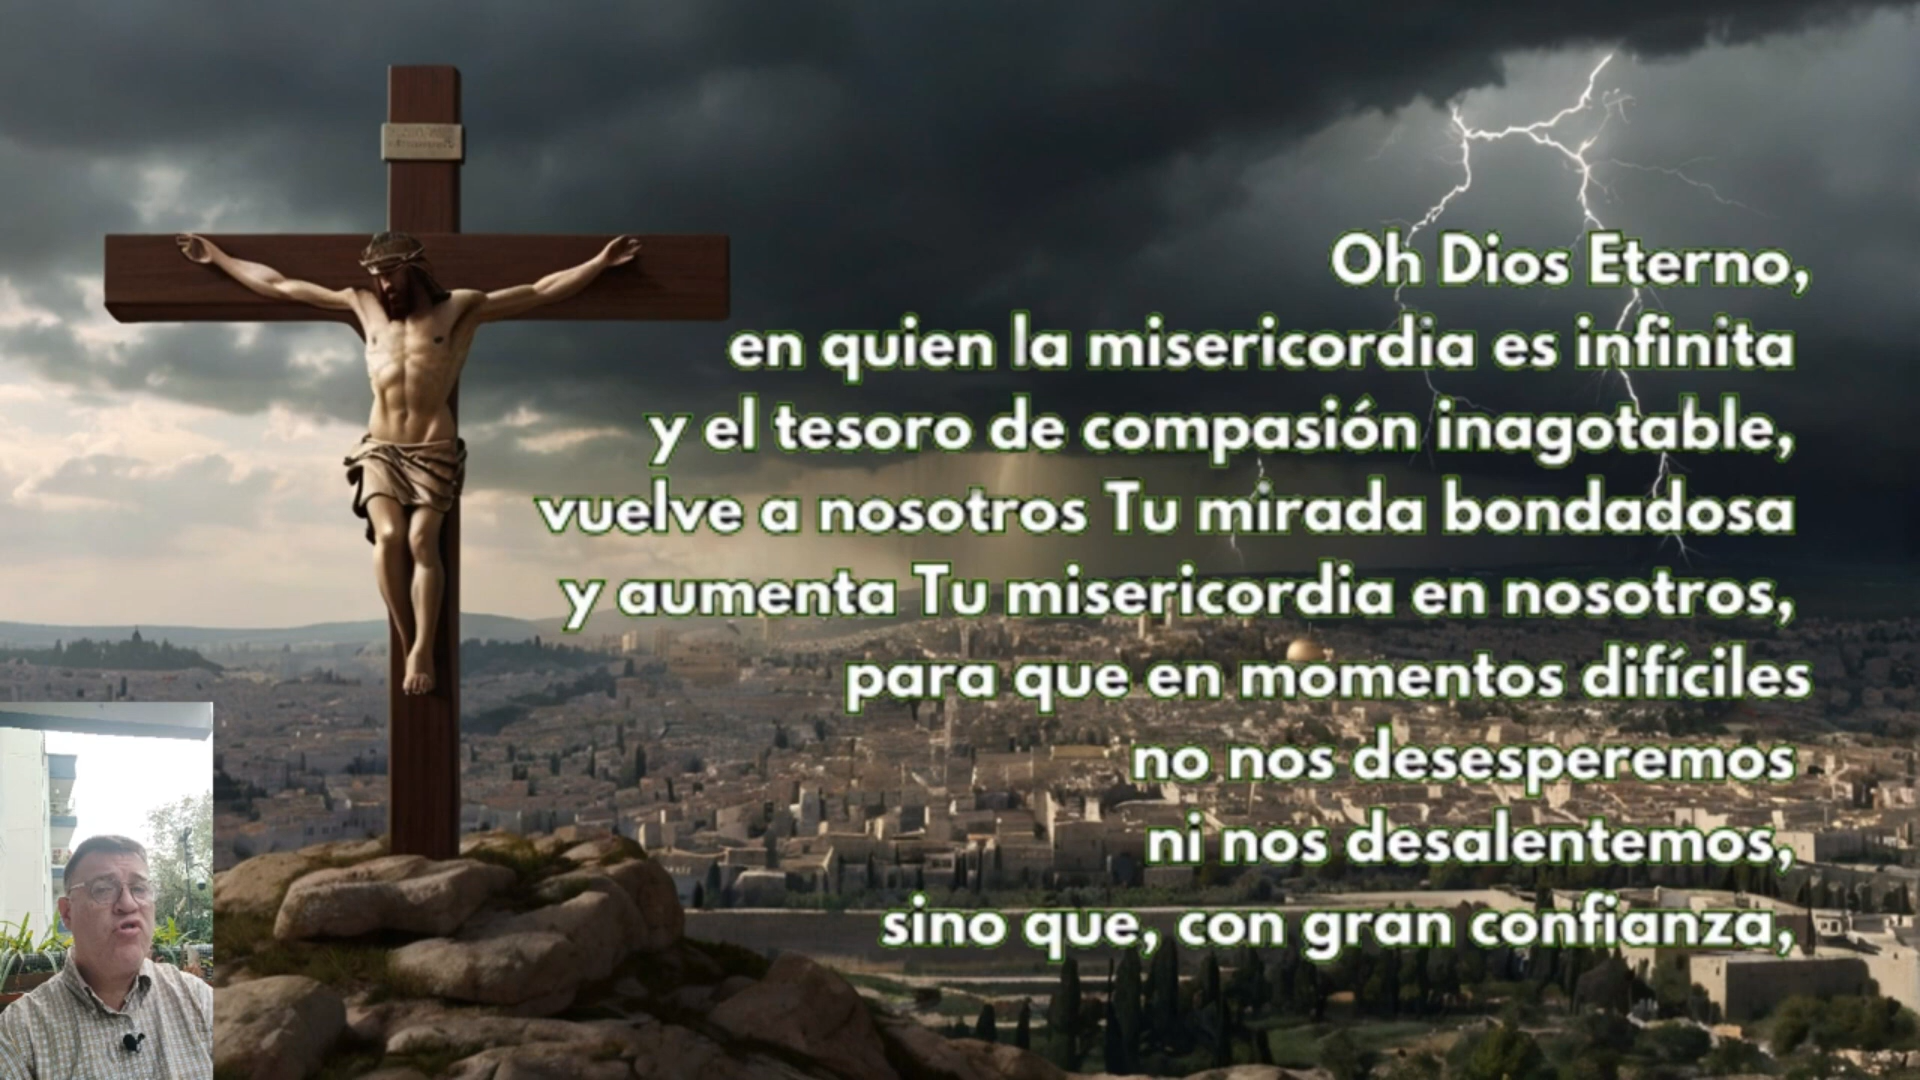 Oh Dios Eterno,
en quien la misericordia es infinita
y el tesoro de compasión inagotable,
vuelve a nosotros Tu mirada bondadosa
y aumenta Tu misericordia en nosotros,
para que en momentos difíciles
no nos desesperemos
ni nos desalentemos,
sino que, con gran confianza,